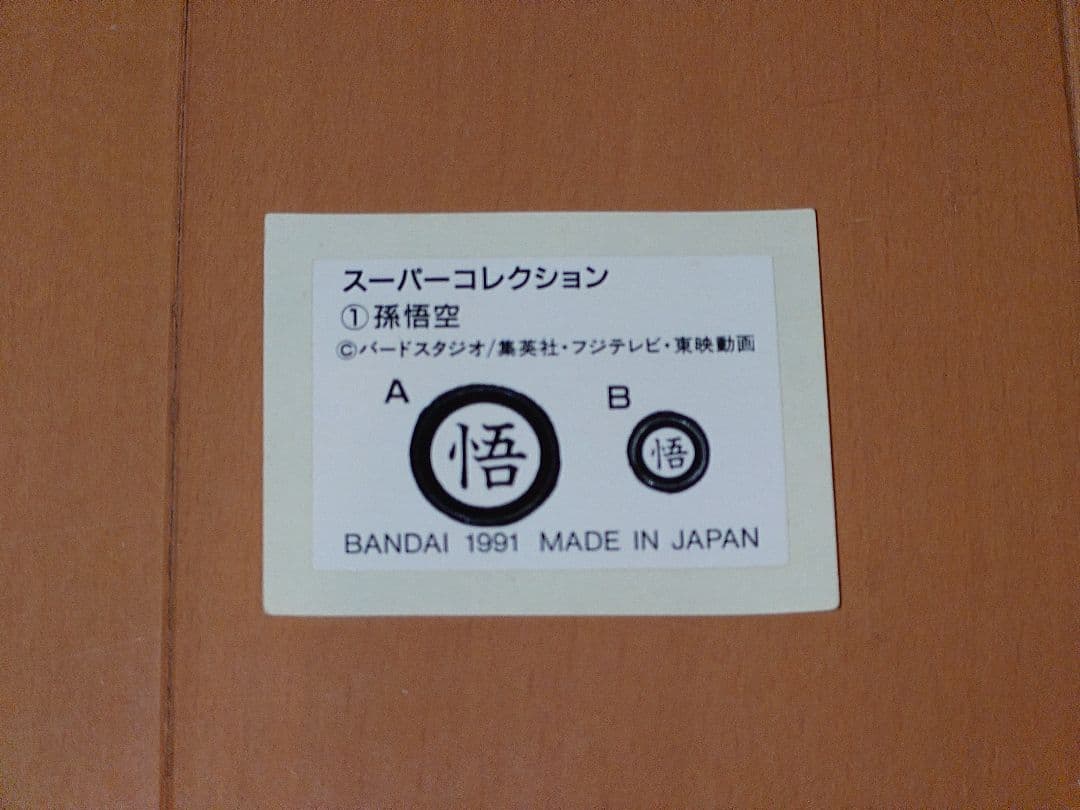 スーパーコレクション
①孫悟空
©バードスタジオ/集英社・フジテレビ・東映動画
A
B
悟
悟
BANDAI 1991 MADE IN JAPAN